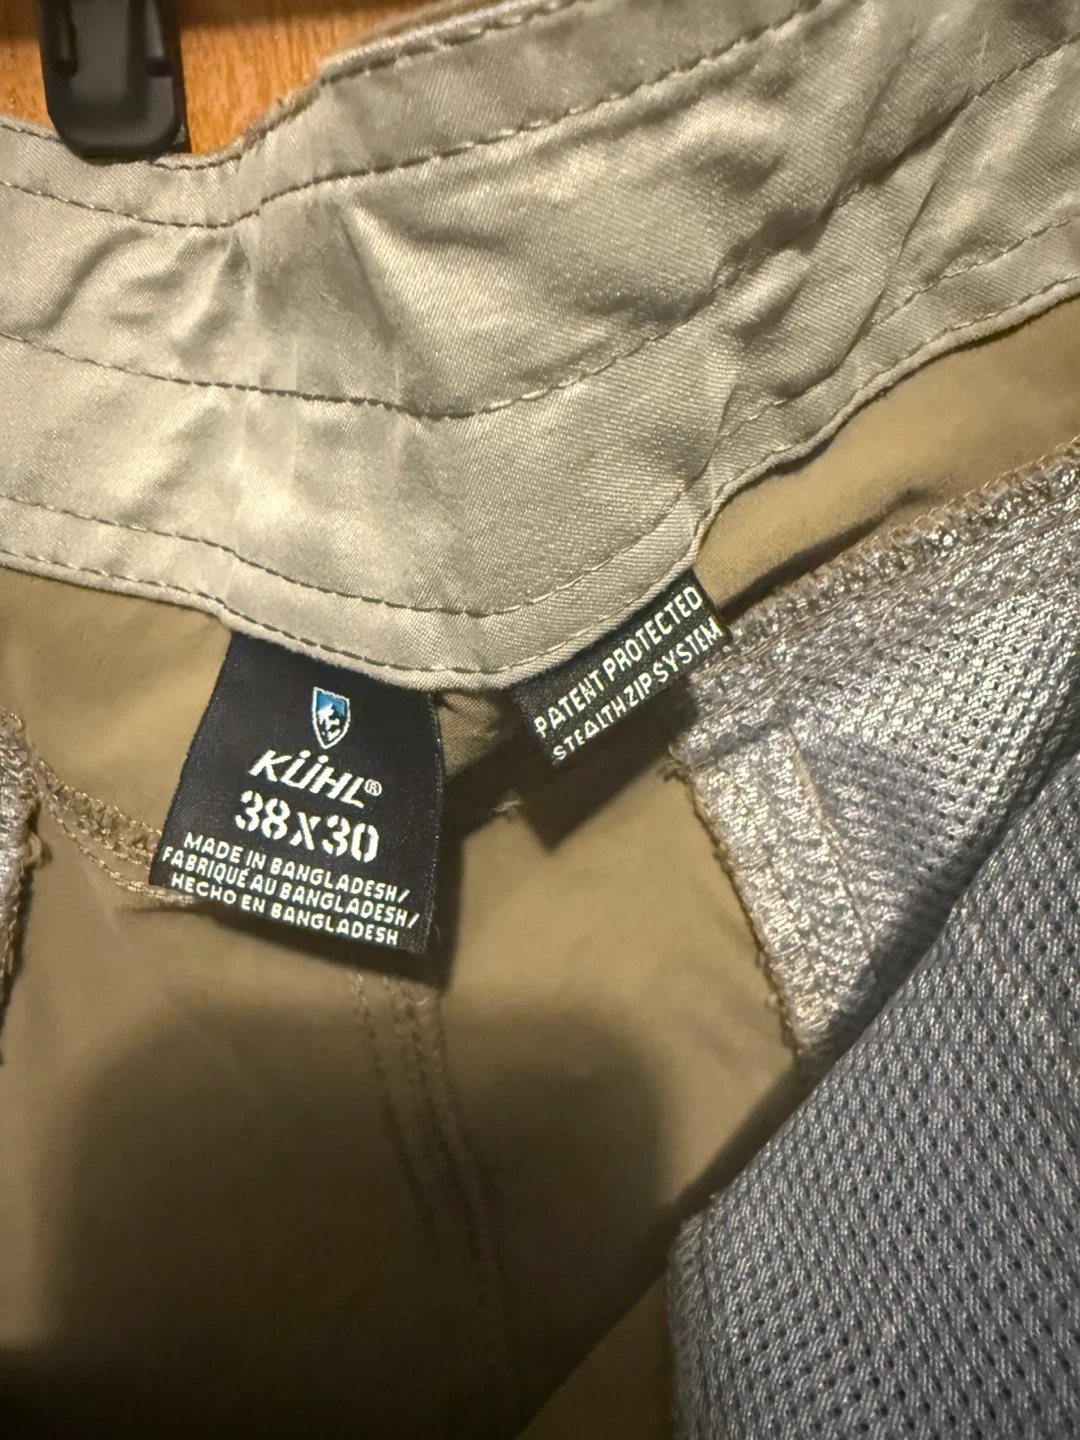 KÜHL®
38X30
MADE IN BANGLADESH/
FABRIQUÉ AU BANGLADESH/
HECHO EN BANGLADESH
PATENT PROTECTED
STEALTH ZIP SYSTEM